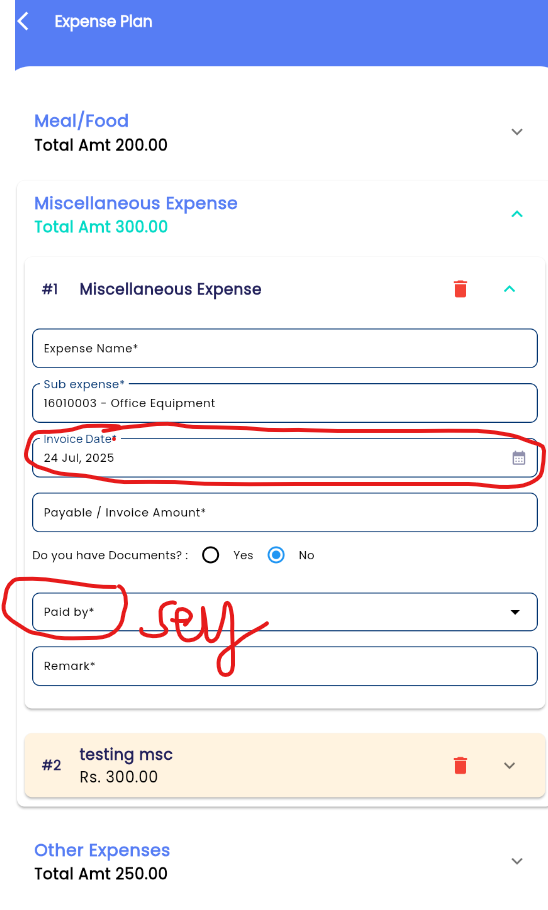 Expense Plan
Meal/Food
Total Amt 200.00
Miscellaneous Expense
Total Amt 300.00
#1 Miscellaneous Expense
Expense Name*
Sub expense*
16010003 - Office Equipment
Invoice Date*
24 Jul, 2025
Payable / Invoice Amount*
Do you have Documents? : Yes No
Paid by* self
Remark*
#2 testing msc
Rs. 300.00
Other Expenses
Total Amt 250.00